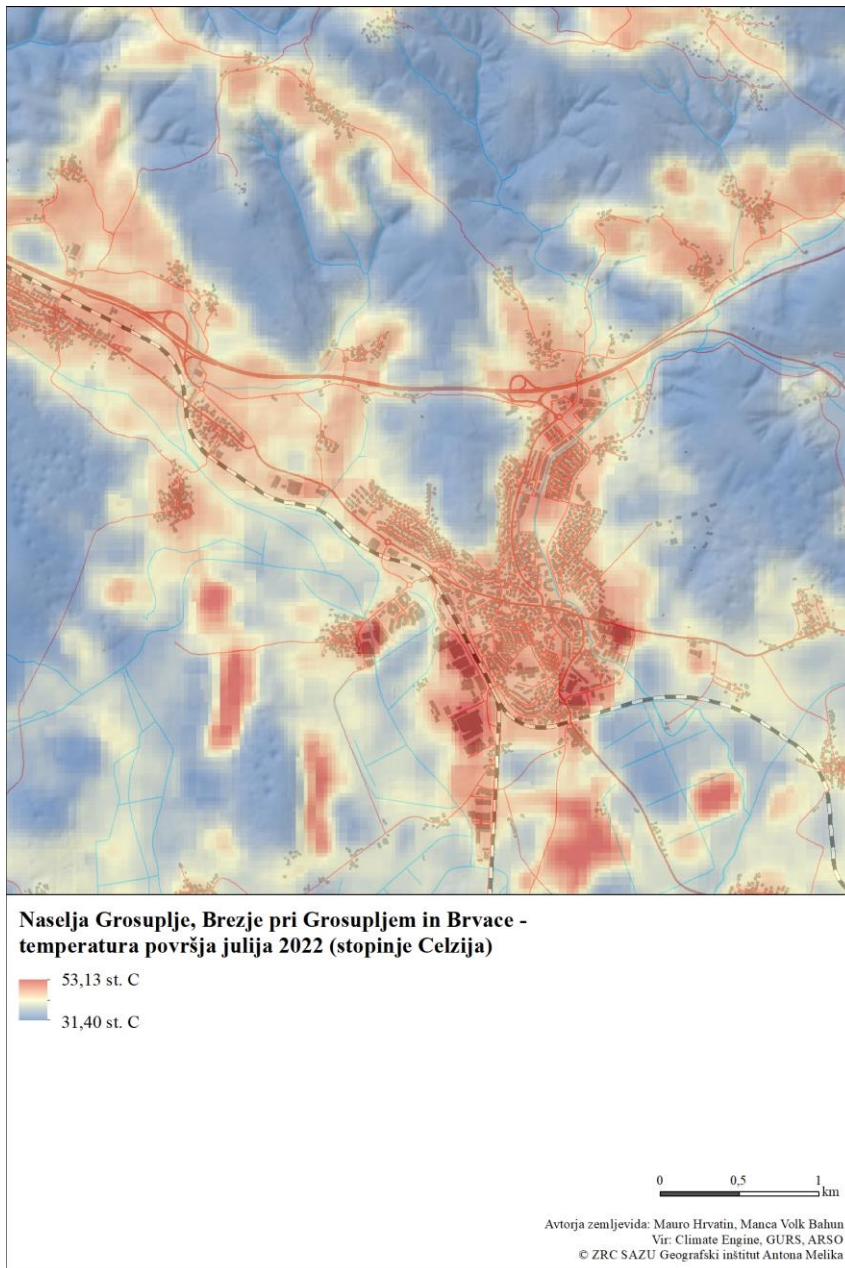 Naselja Grosuplje, Brezje pri Grosupljem in Brvace -
temperatura površja julija 2022 (stopinje Celzija)
53,13 st. C
31,40 st. C
0 0,5 1
km
Avtorja zemljevida: Mauro Hrvatin, Manca Volk Bahun
Vir: Climate Engine, GURS, ARSO
© ZRC SAZU Geografski inštitut Antona Melika